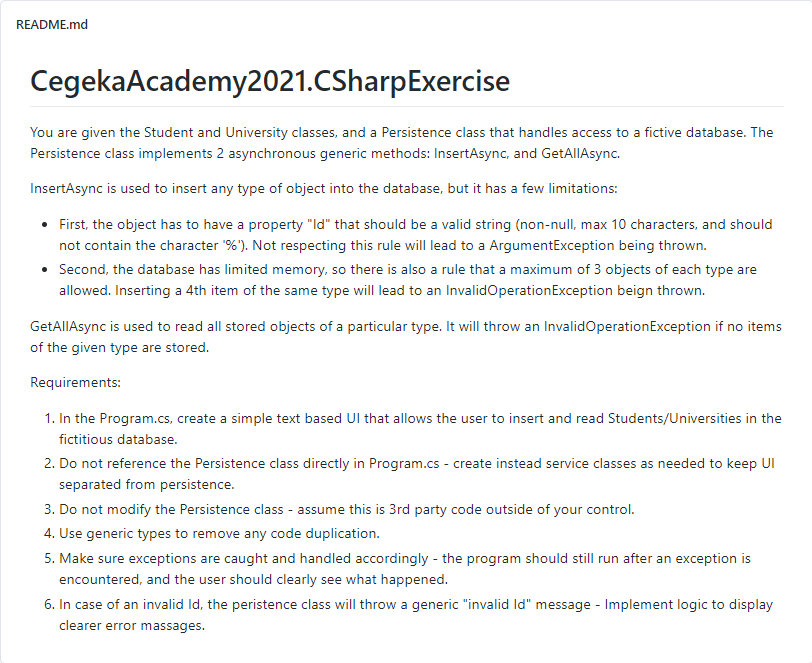 README.md
CegekaAcademy2021.CSharpExercise
You are given the Student and University classes, and a Persistence class that handles access to a fictive database. The
Persistence class implements 2 asynchronous generic methods: InsertAsync, and GetAllAsync.
InsertAsync is used to insert any type of object into the database, but it has a few limitations:
• First, the object has to have a property "Id" that should be a valid string (non-null, max 10 characters, and should
not contain the character '%'). Not respecting this rule will lead to a ArgumentException being thrown.
• Second, the database has limited memory, so there is also a rule that a maximum of 3 objects of each type are
allowed. Inserting a 4th item of the same type will lead to an InvalidOperationException beign thrown.
GetAllAsync is used to read all stored objects of a particular type. It will throw an InvalidOperationException if no items
of the given type are stored.
Requirements:
1. In the Program.cs, create a simple text based UI that allows the user to insert and read Students/Universities in the
fictitious database.
2. Do not reference the Persistence class directly in Program.cs - create instead service classes as needed to keep UI
separated from persistence.
3. Do not modify the Persistence class - assume this is 3rd party code outside of your control.
4. Use generic types to remove any code duplication.
5. Make sure exceptions are caught and handled accordingly - the program should still run after an exception is
encountered, and the user should clearly see what happened.
6. In case of an invalid Id, the peristence class will throw a generic "invalid Id" message - Implement logic to display
clearer error massages.